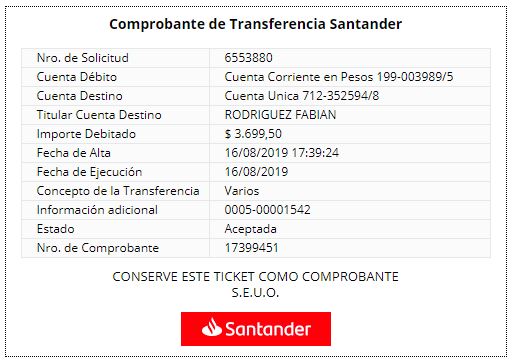 Comprobante de Transferencia Santander
Nro. de Solicitud 6553880
Cuenta Débito Cuenta Corriente en Pesos 199-003989/5
Cuenta Destino Cuenta Unica 712-352594/8
Titular Cuenta Destino RODRIGUEZ FABIAN
Importe Debitado $ 3.699,50
Fecha de Alta 16/08/2019 17:39:24
Fecha de Ejecución 16/08/2019
Concepto de la Transferencia Varios
Información adicional 0005-00001542
Estado Aceptada
Nro. de Comprobante 17399451
CONSERVE ESTE TICKET COMO COMPROBANTE
S.E.U.O.
Santander